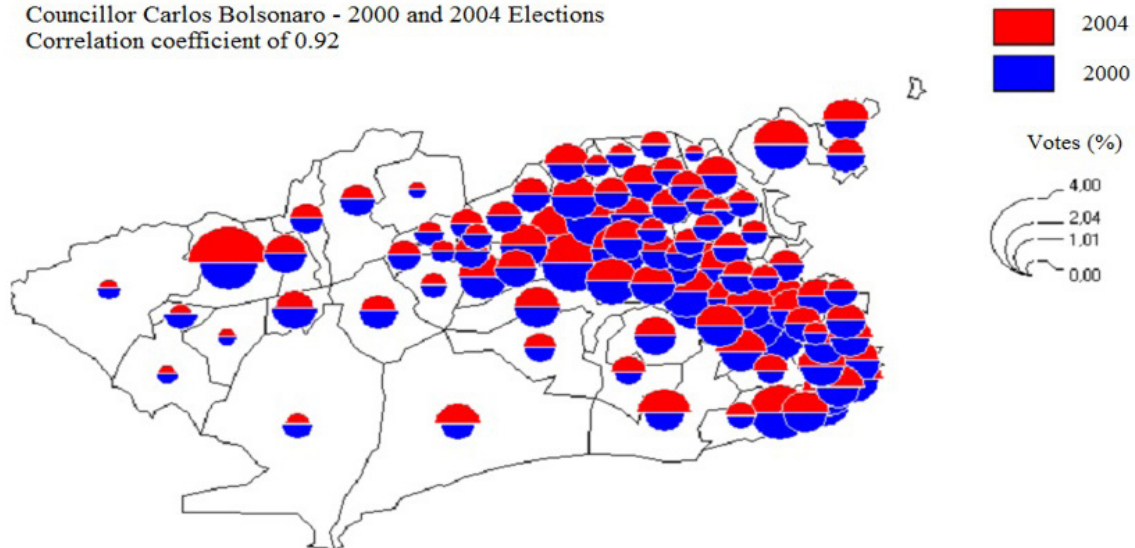 Councillor Carlos Bolsonaro - 2000 and 2004 Elections
Correlation coefficient of 0.92
2004
2000
Votes (%)
4.00
2.04
1.01
0.00